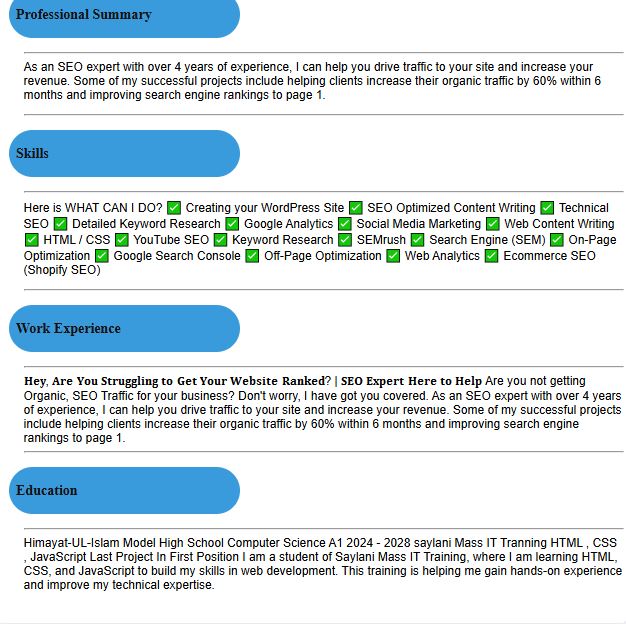 Professional Summary
As an SEO expert with over 4 years of experience, I can help you drive traffic to your site and increase your
revenue. Some of my successful projects include helping clients increase their organic traffic by 60% within 6
months and improving search engine rankings to page 1.
Skills
Here is WHAT CAN I DO? ✅ Creating your WordPress Site ✅ SEO Optimized Content Writing ✅ Technical
SEO ✅ Detailed Keyword Research ✅ Google Analytics ✅ Social Media Marketing ✅ Web Content Writing
✅ HTML / CSS ✅ YouTube SEO ✅ Keyword Research ✅ SEMrush ✅ Search Engine (SEM) ✅ On-Page
Optimization ✅ Google Search Console ✅ Off-Page Optimization ✅ Web Analytics ✅ Ecommerce SEO
(Shopify SEO)
Work Experience
Hey, Are You Struggling to Get Your Website Ranked? | SEO Expert Here to Help Are you not getting
Organic, SEO Traffic for your business? Don't worry, I have got you covered. As an SEO expert with over 4 years
of experience, I can help you drive traffic to your site and increase your revenue. Some of my successful projects
include helping clients increase their organic traffic by 60% within 6 months and improving search engine
rankings to page 1.
Education
Himayat-UL-Islam Model High School Computer Science A1 2024 - 2028 saylani Mass IT Tranning HTML , CSS
, JavaScript Last Project In First Position I am a student of Saylani Mass IT Training, where I am learning HTML,
CSS, and JavaScript to build my skills in web development. This training is helping me gain hands-on experience
and improve my technical expertise.